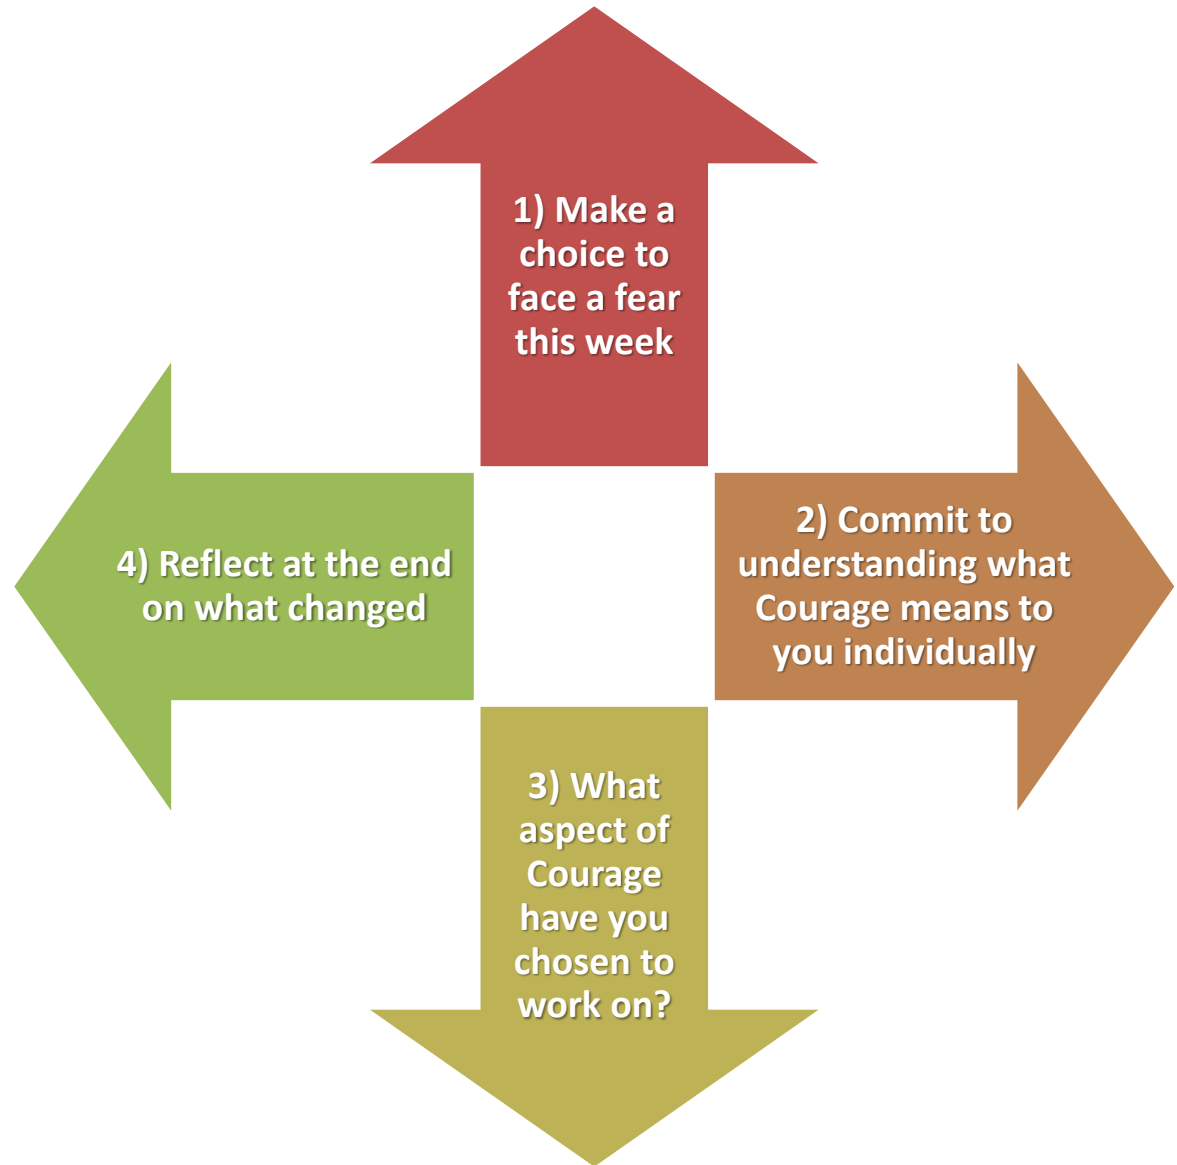 1) Make a
choice to
face a fear
this week
2) Commit to
understanding what
Courage means to
you individually
3) What
aspect of
Courage
have you
chosen to
work on?
4) Reflect at the end
on what changed